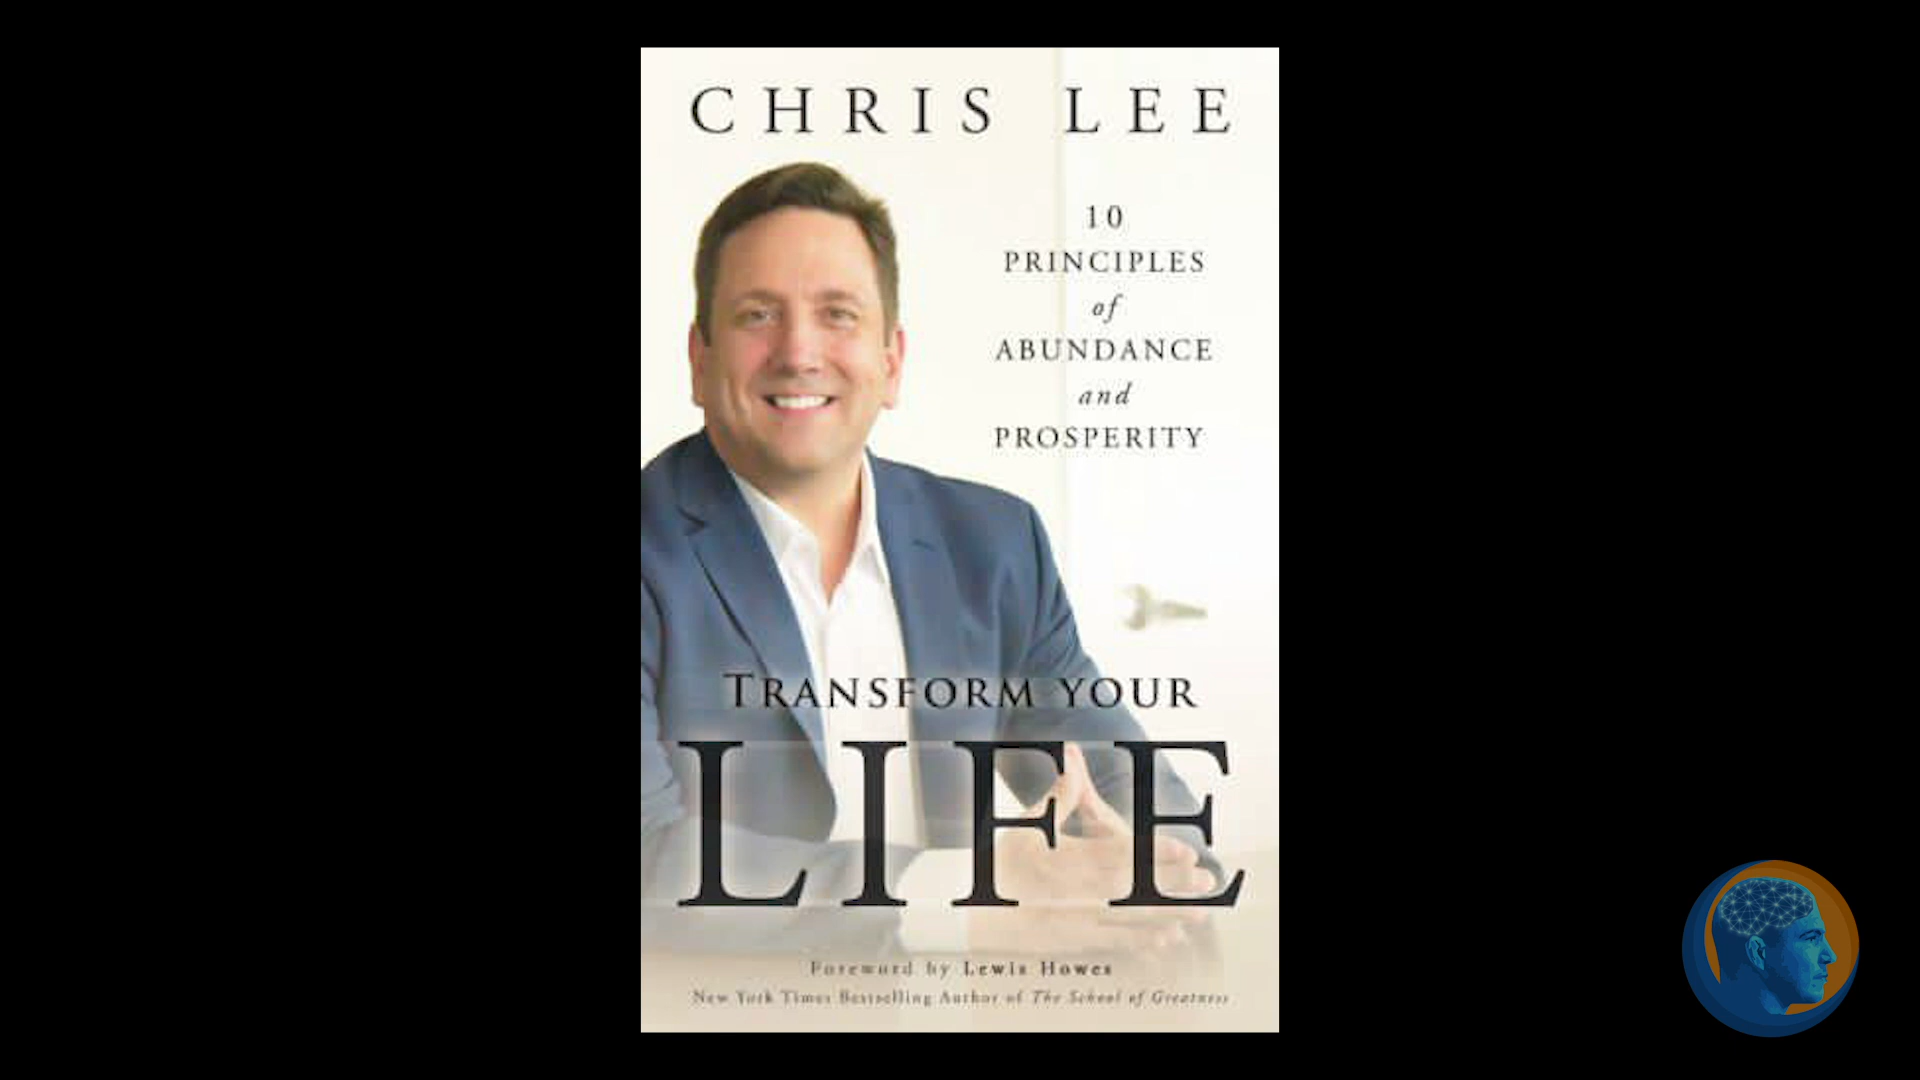 CHRIS LEE
10
PRINCIPLES
of
ABUNDANCE
and
PROSPERITY
TRANSFORM YOUR
LIFE
Foreword by Lewis Howes
New York Times Bestselling Author of The School of Greatness